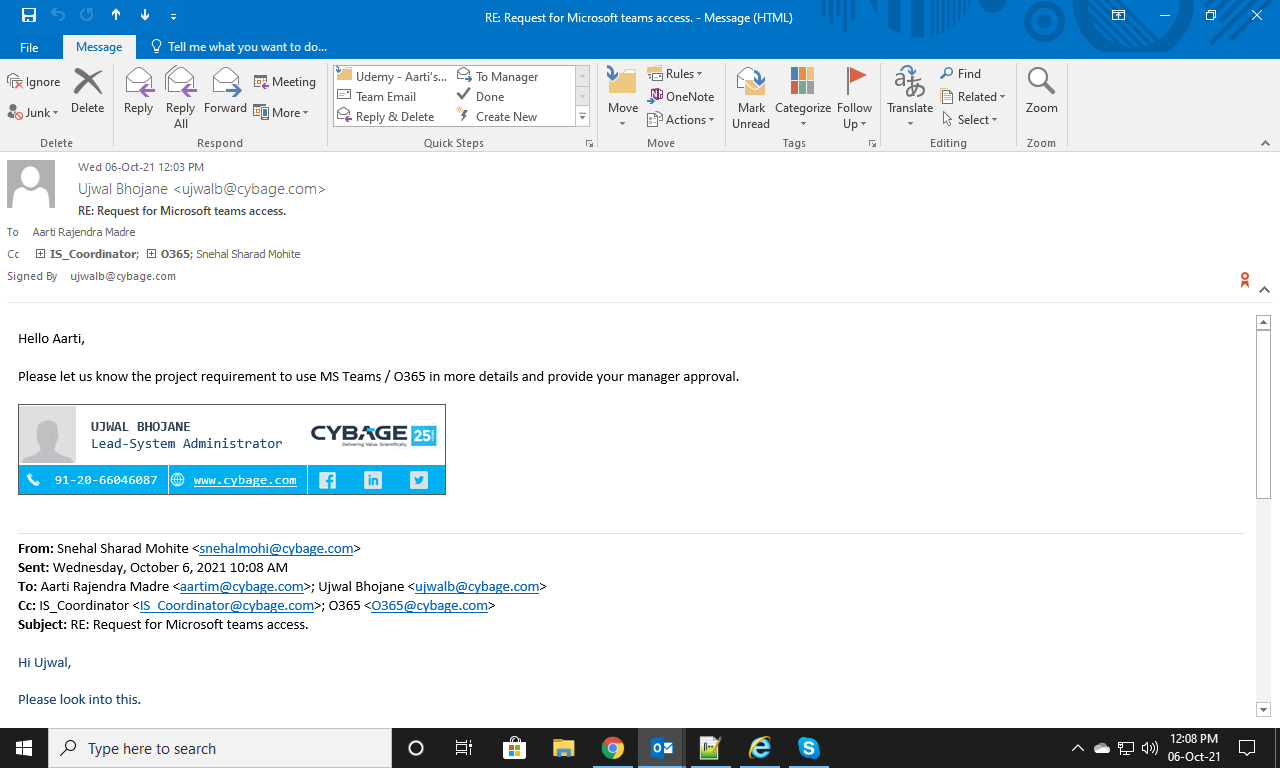 RE: Request for Microsoft teams access. - Message (HTML)
File Message Tell me what you want to do...
Ignore
Junk
Delete
Reply
Reply All
Forward
Meeting
More
Udemy - Aarti's... To Manager
Team Email Done
Reply & Delete Create New
Move
Rules
OneNote
Actions
Mark Unread
Categorize
Follow Up
Translate
Find
Related
Select
Zoom
Delete Respond Quick Steps Move Tags Editing Zoom
Wed 06-Oct-21 12:03 PM
Ujwal Bhojane <ujwalb@cybage.com>
RE: Request for Microsoft teams access.
To Aarti Rajendra Madre
Cc IS_Coordinator; O365; Snehal Sharad Mohite
Signed By ujwalb@cybage.com
Hello Aarti,
Please let us know the project requirement to use MS Teams / O365 in more details and provide your manager approval.
UJWAL BHOJANE
Lead-System Administrator
CYBAGE 25
Delivering Value. Scientifically.
91-20-66046087 www.cybage.com
From: Snehal Sharad Mohite <snehalmohi@cybage.com>
Sent: Wednesday, October 6, 2021 10:08 AM
To: Aarti Rajendra Madre <aartim@cybage.com>; Ujwal Bhojane <ujwalb@cybage.com>
Cc: IS_Coordinator <IS_Coordinator@cybage.com>; O365 <O365@cybage.com>
Subject: RE: Request for Microsoft teams access.
Hi Ujwal,
Please look into this.
Type here to search
12:08 PM
06-Oct-21